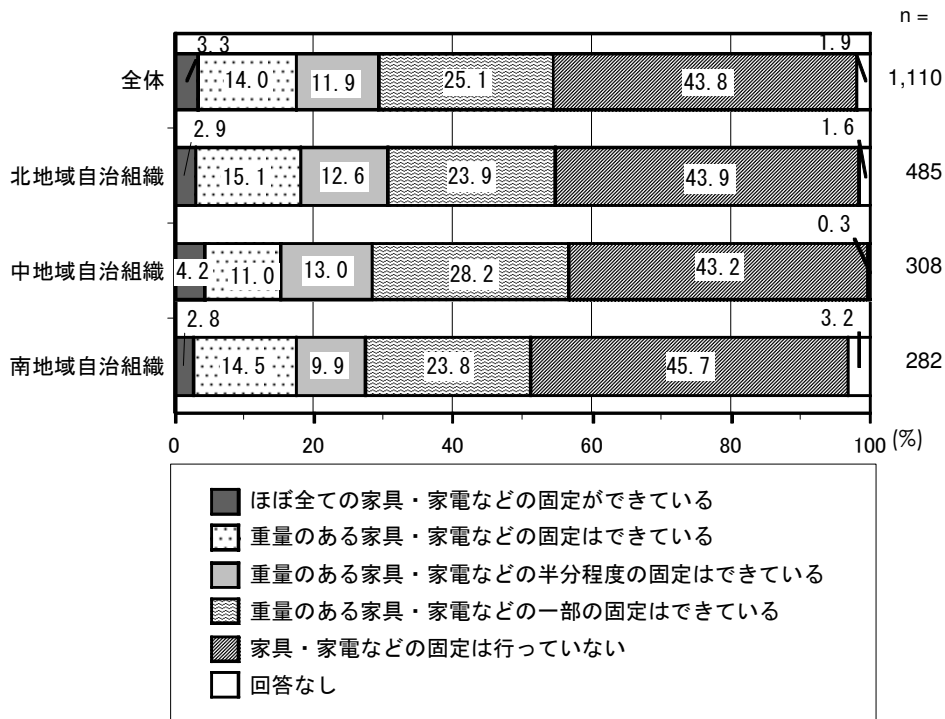 n =
3.3 1.9
全体 14.0 11.9 25.1 43.8 1,110
2.9 1.6
北地域自治組織 15.1 12.6 23.9 43.9 485
0.3
中地域自治組織 4.2 11.0 13.0 28.2 43.2 308
2.8 3.2
南地域自治組織 14.5 9.9 23.8 45.7 282
0 20 40 60 80 100 (%)
ほぼ全ての家具・家電などの固定ができている
重量のある家具・家電などの固定はできている
重量のある家具・家電などの半分程度の固定はできている
重量のある家具・家電などの一部の固定はできている
家具・家電などの固定は行っていない
回答なし